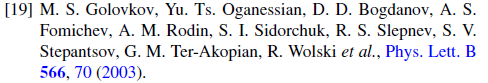 [19] M. S. Golovkov, Yu. Ts. Oganessian, D. D. Bogdanov, A. S.
Fomichev, A. M. Rodin, S. I. Sidorchuk, R. S. Slepnev, S. V.
Stepantsov, G. M. Ter-Akopian, R. Wolski et al., Phys. Lett. B
566, 70 (2003).